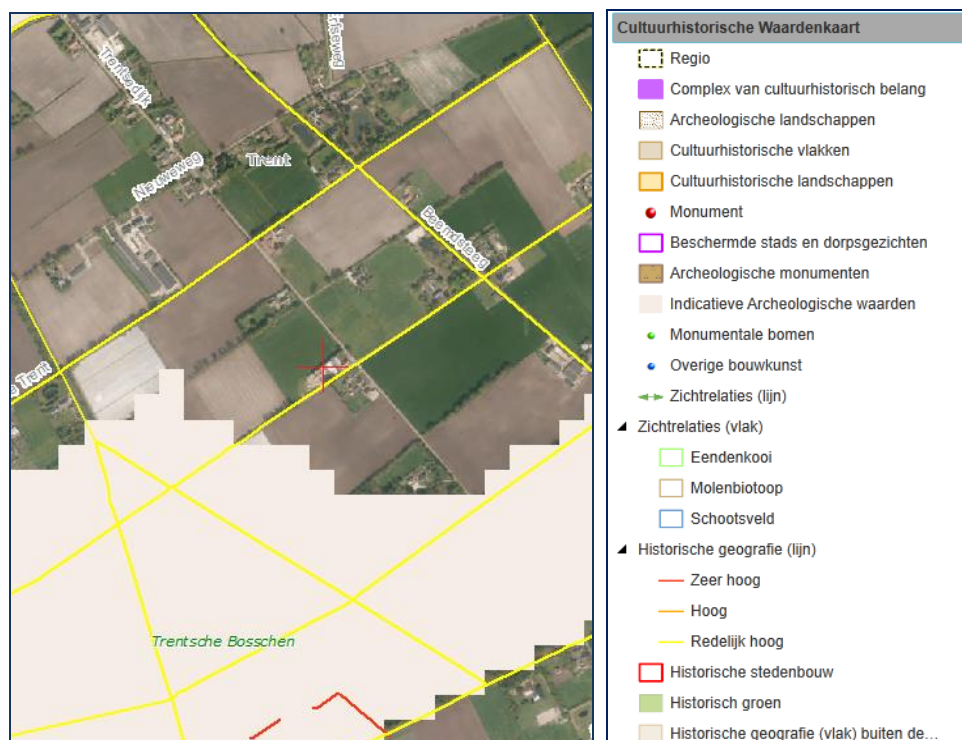 Trentsedijk
Nieuweweg
Trent
Beemdsteeg
e Trent
Trentsche Bosschen
Cultuurhistorische Waardenkaart
Regio
Complex van cultuurhistorisch belang
Archeologische landschappen
Cultuurhistorische vlakken
Cultuurhistorische landschappen
Monument
Beschermde stads en dorpsgezichten
Archeologische monumenten
Indicatieve Archeologische waarden
Monumentale bomen
Overige bouwkunst
Zichtrelaties (lijn)
Zichtrelaties (vlak)
Eendenkooi
Molenbiotoop
Schootsveld
Historische geografie (lijn)
Zeer hoog
Hoog
Redelijk hoog
Historische stedenbouw
Historisch groen
Historische geografie (vlak) buiten de...